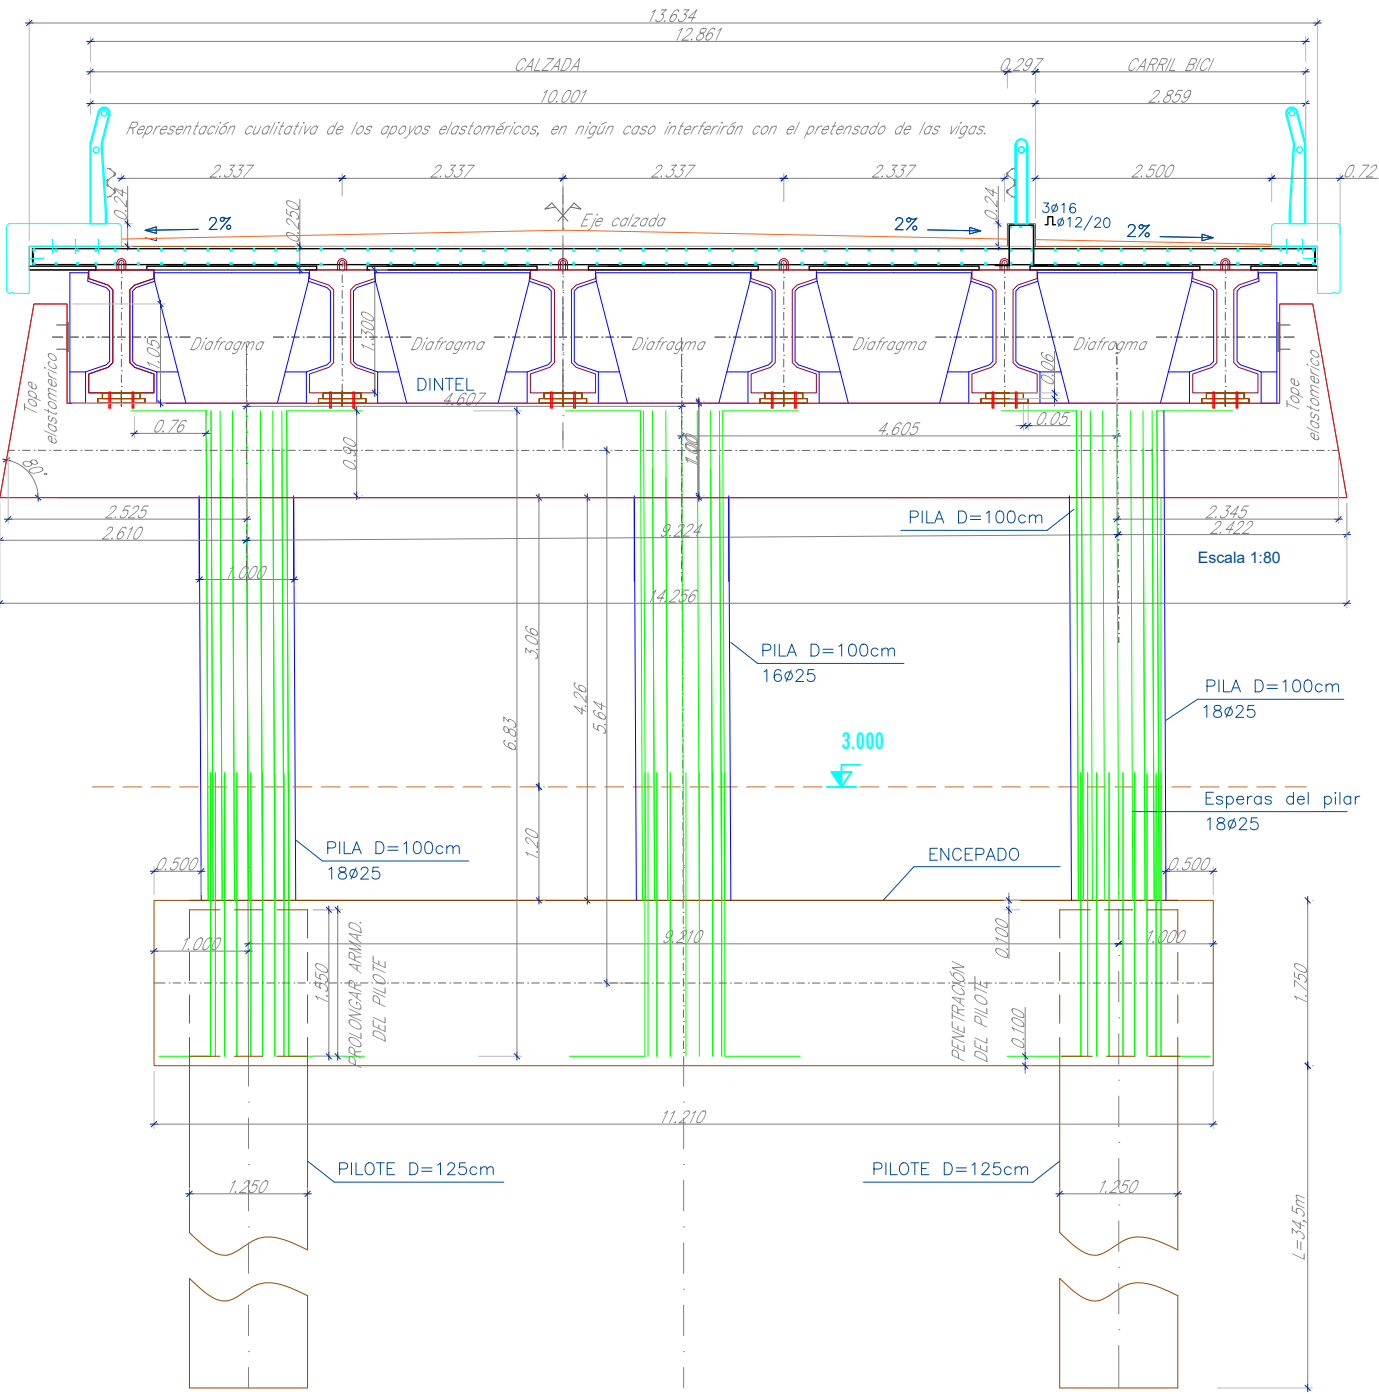 13.634
12.861
CALZADA
0.297
CARRIL BICI
10.001
2.859
Representación cualitativa de los apoyos elastoméricos, en nigún caso interferirán con el pretensado de las vigas.
2.337
2.337
2.337
2.337
2.500
0.72
0.24
0.250
2%
Eje calzada
2%
0.24
3ø16
ø12/20
2%
Tope
elastomerico
1.051
Diafragma
1.300
Diafragma
Diafragma
Diafragma
Diafragma
0.06
Tope
elastomerico
DINTEL
4.607
0.76
0.90
1.00
4.605
0.05
80°
2.525
2.610
9.224
PILA D=100cm
2.345
2.422
Escala 1:80
1.000
14.256
3.06
PILA D=100cm
16ø25
4.26
5.64
6.83
PILA D=100cm
18ø25
3.000
Esperas del pilar
18ø25
1.20
PILA D=100cm
18ø25
ENCEPADO
0.500
0.500
1.000
9.210
0.100
1.000
1.550
PROLONGAR ARMAD.
DEL PILOTE
PENETRACIÓN
DEL PILOTE
0.100
1.750
11.210
PILOTE D=125cm
PILOTE D=125cm
1.250
1.250
L=34,5m